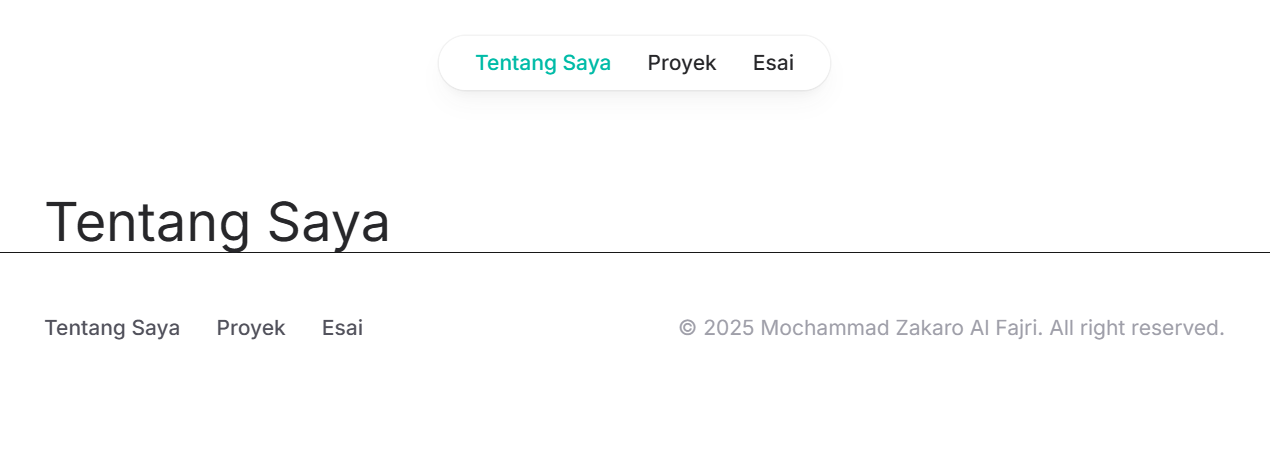 Tentang Saya Proyek Esai
Tentang Saya
Tentang Saya Proyek Esai © 2025 Mochammad Zakaro Al Fajri. All right reserved.